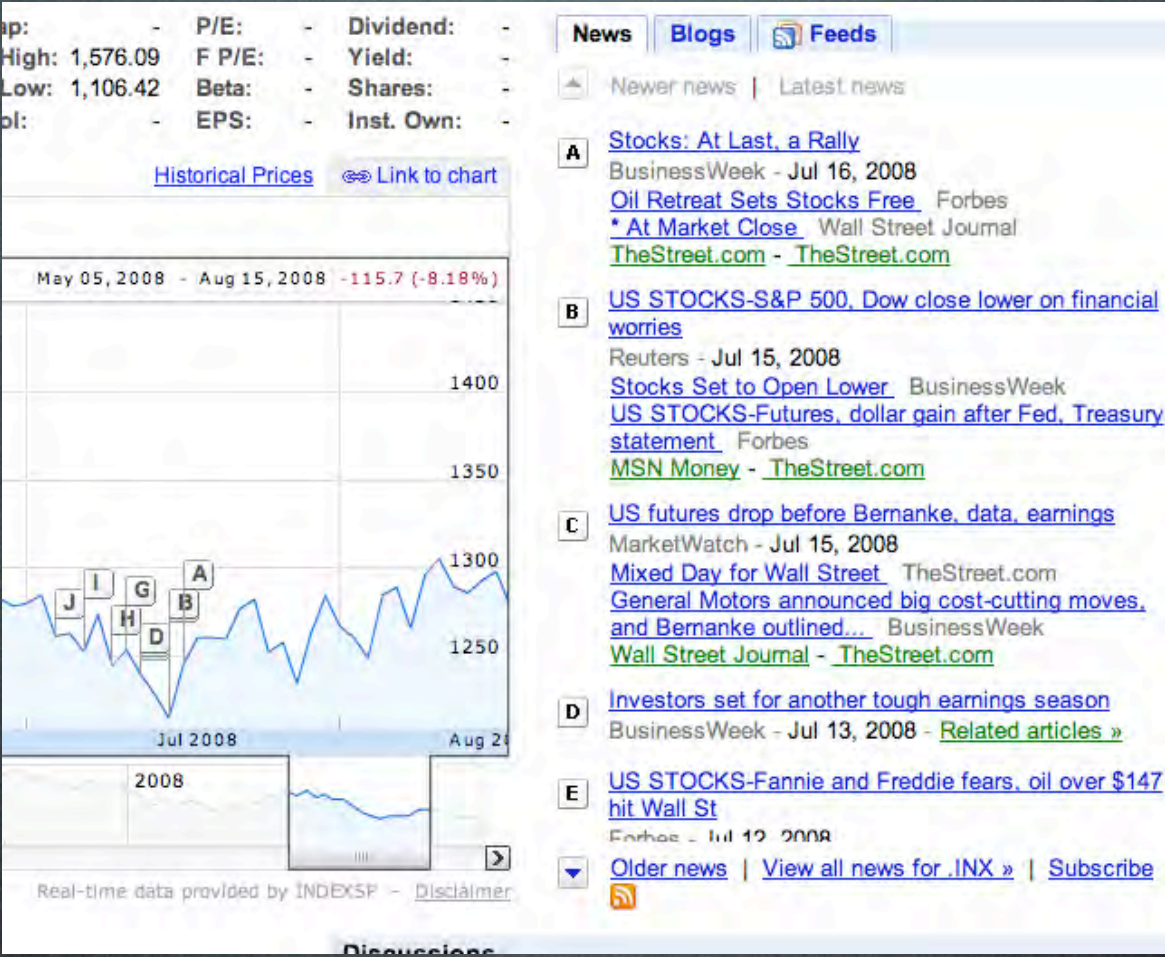 ap: - P/E: - Dividend: -
High: 1,576.09 F P/E: - Yield: -
Low: 1,106.42 Beta: - Shares: -
ol: - EPS: - Inst. Own: -
Historical Prices Link to chart
May 05, 2008 - Aug 15, 2008 -115.7 (-8.18%)
1400
1350
1300
1250
J I H G D B A
Jul 2008 Aug 20
2008
Real-time data provided by INDEXSP - Disclaimer
Discussions
News Blogs Feeds
Newer news | Latest news
A Stocks: At Last, a Rally
BusinessWeek - Jul 16, 2008
Oil Retreat Sets Stocks Free Forbes
* At Market Close Wall Street Journal
TheStreet.com - TheStreet.com
B US STOCKS-S&P 500, Dow close lower on financial
worries
Reuters - Jul 15, 2008
Stocks Set to Open Lower BusinessWeek
US STOCKS-Futures, dollar gain after Fed, Treasury
statement Forbes
MSN Money - TheStreet.com
C US futures drop before Bernanke, data, earnings
MarketWatch - Jul 15, 2008
Mixed Day for Wall Street TheStreet.com
General Motors announced big cost-cutting moves,
and Bernanke outlined... BusinessWeek
Wall Street Journal - TheStreet.com
D Investors set for another tough earnings season
BusinessWeek - Jul 13, 2008 - Related articles »
E US STOCKS-Fannie and Freddie fears, oil over $147
hit Wall St
Forbes - Jul 12, 2008
Older news | View all news for .INX » | Subscribe